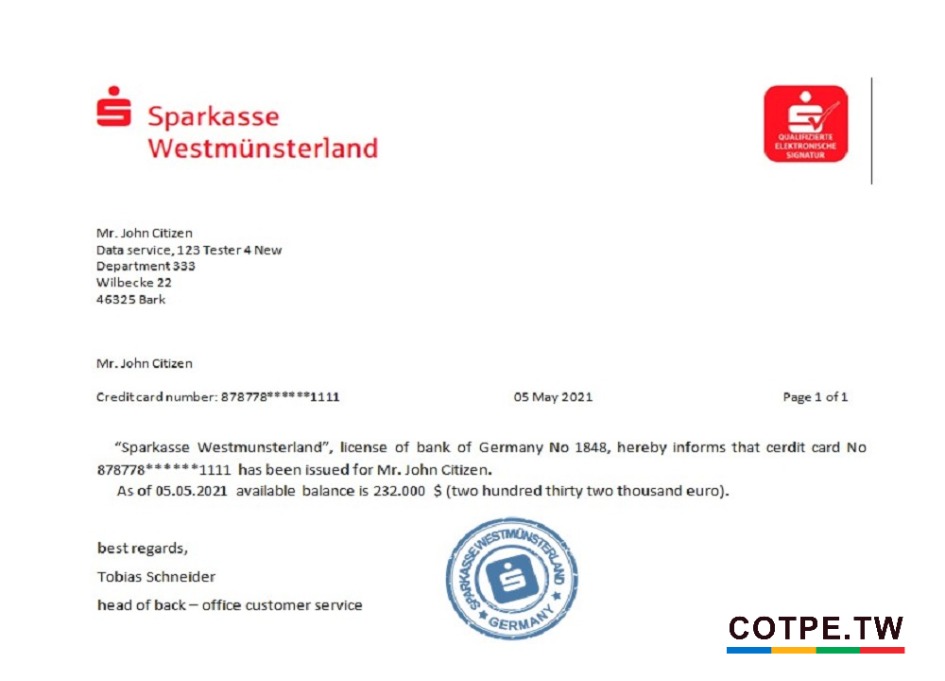 Sparkasse
Westmünsterland
QUALIFIZIERTE
ELEKTRONISCHE
SIGNATUR
Mr. John Citizen
Data service, 123 Tester 4 New
Department 333
Wilbecke 22
46325 Bark
Mr. John Citizen
Credit card number: 878778******1111 05 May 2021 Page 1 of 1
“Sparkasse Westmunsterland”, license of bank of Germany No 1848, hereby informs that cerdit card No
878778******1111 has been issued for Mr. John Citizen.
As of 05.05.2021 available balance is 232.000 $ (two hundred thirty two thousand euro).
best regards,
Tobias Schneider
head of back – office customer service
SPARKASSE WESTMÜNSTERLAND
GERMANY
COTPE.TW